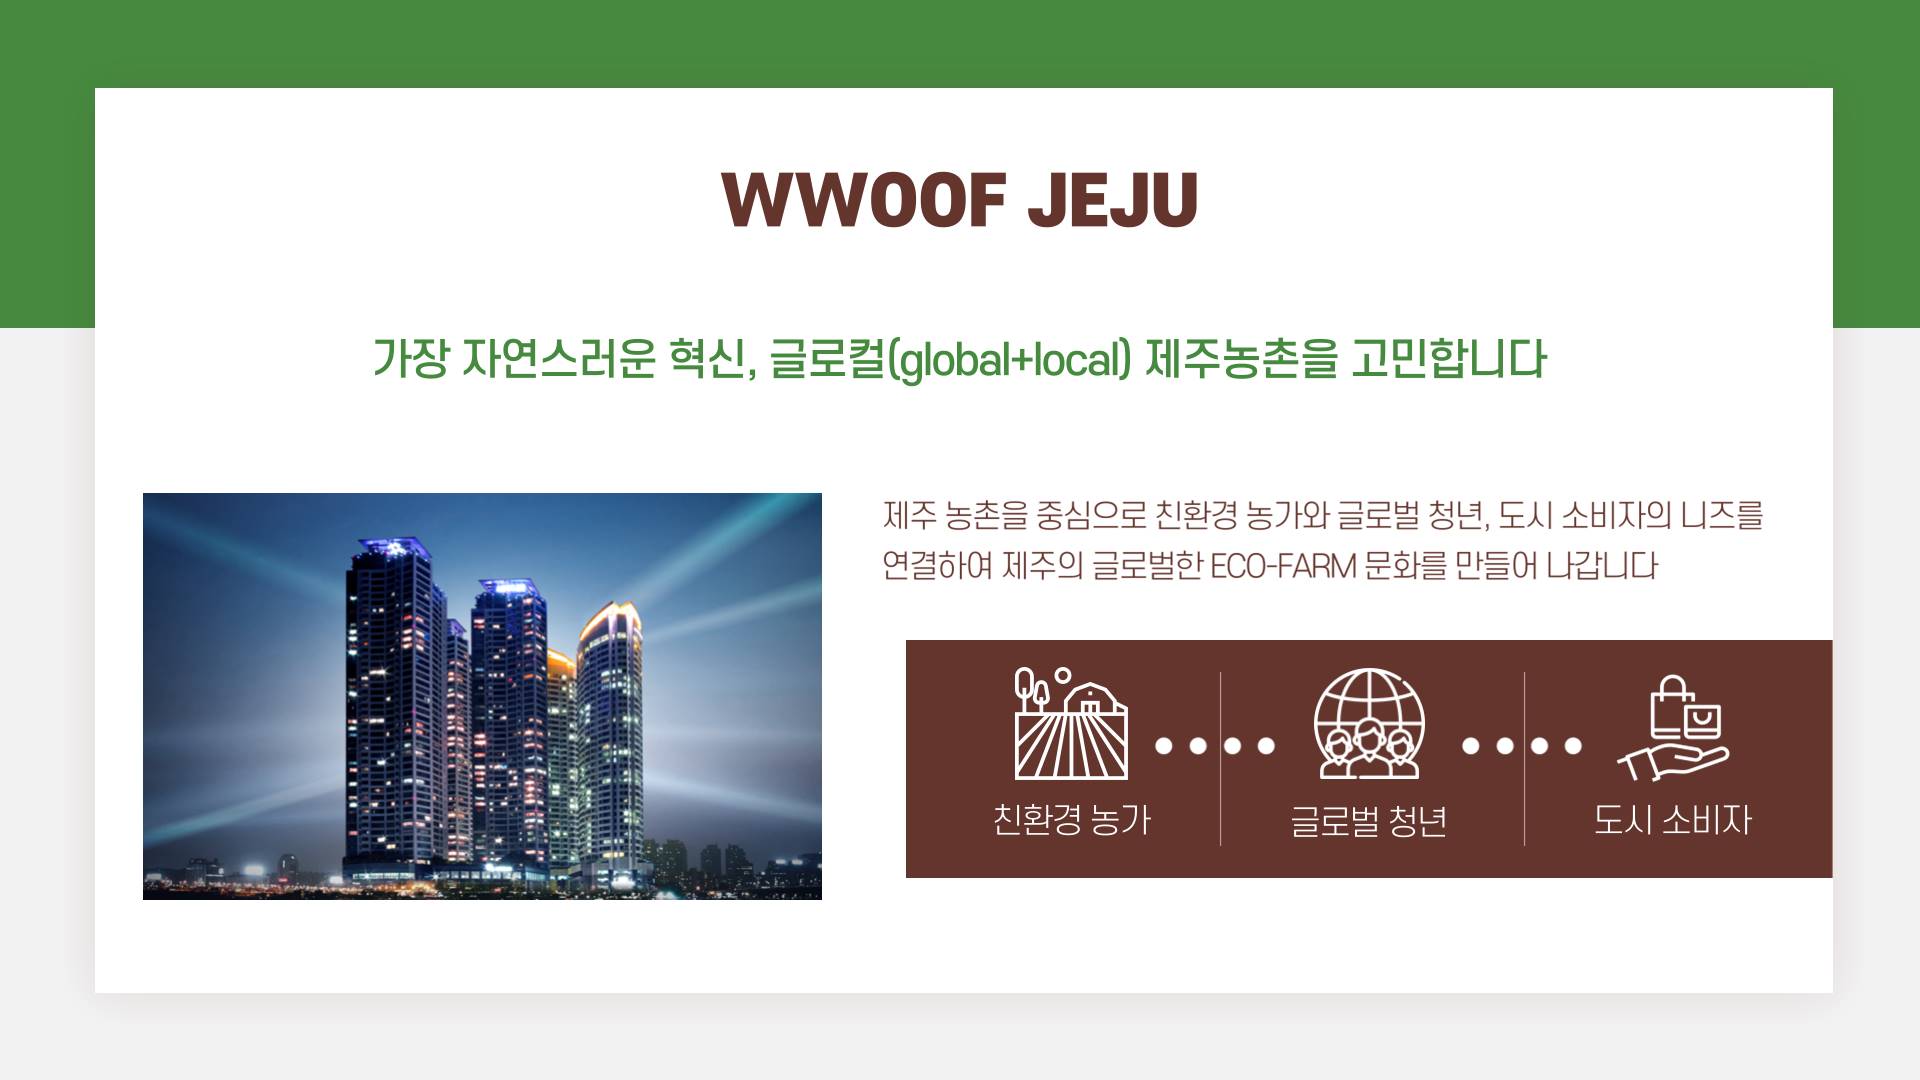 WWOOF JEJU
가장 자연스러운 혁신, 글로컬(global+local) 제주농촌을 고민합니다
제주 농촌을 중심으로 친환경 농가와 글로벌 청년, 도시 소비자의 니즈를
연결하여 제주의 글로벌한 ECO-FARM 문화를 만들어 나갑니다
친환경 농가
글로벌 청년
도시 소비자